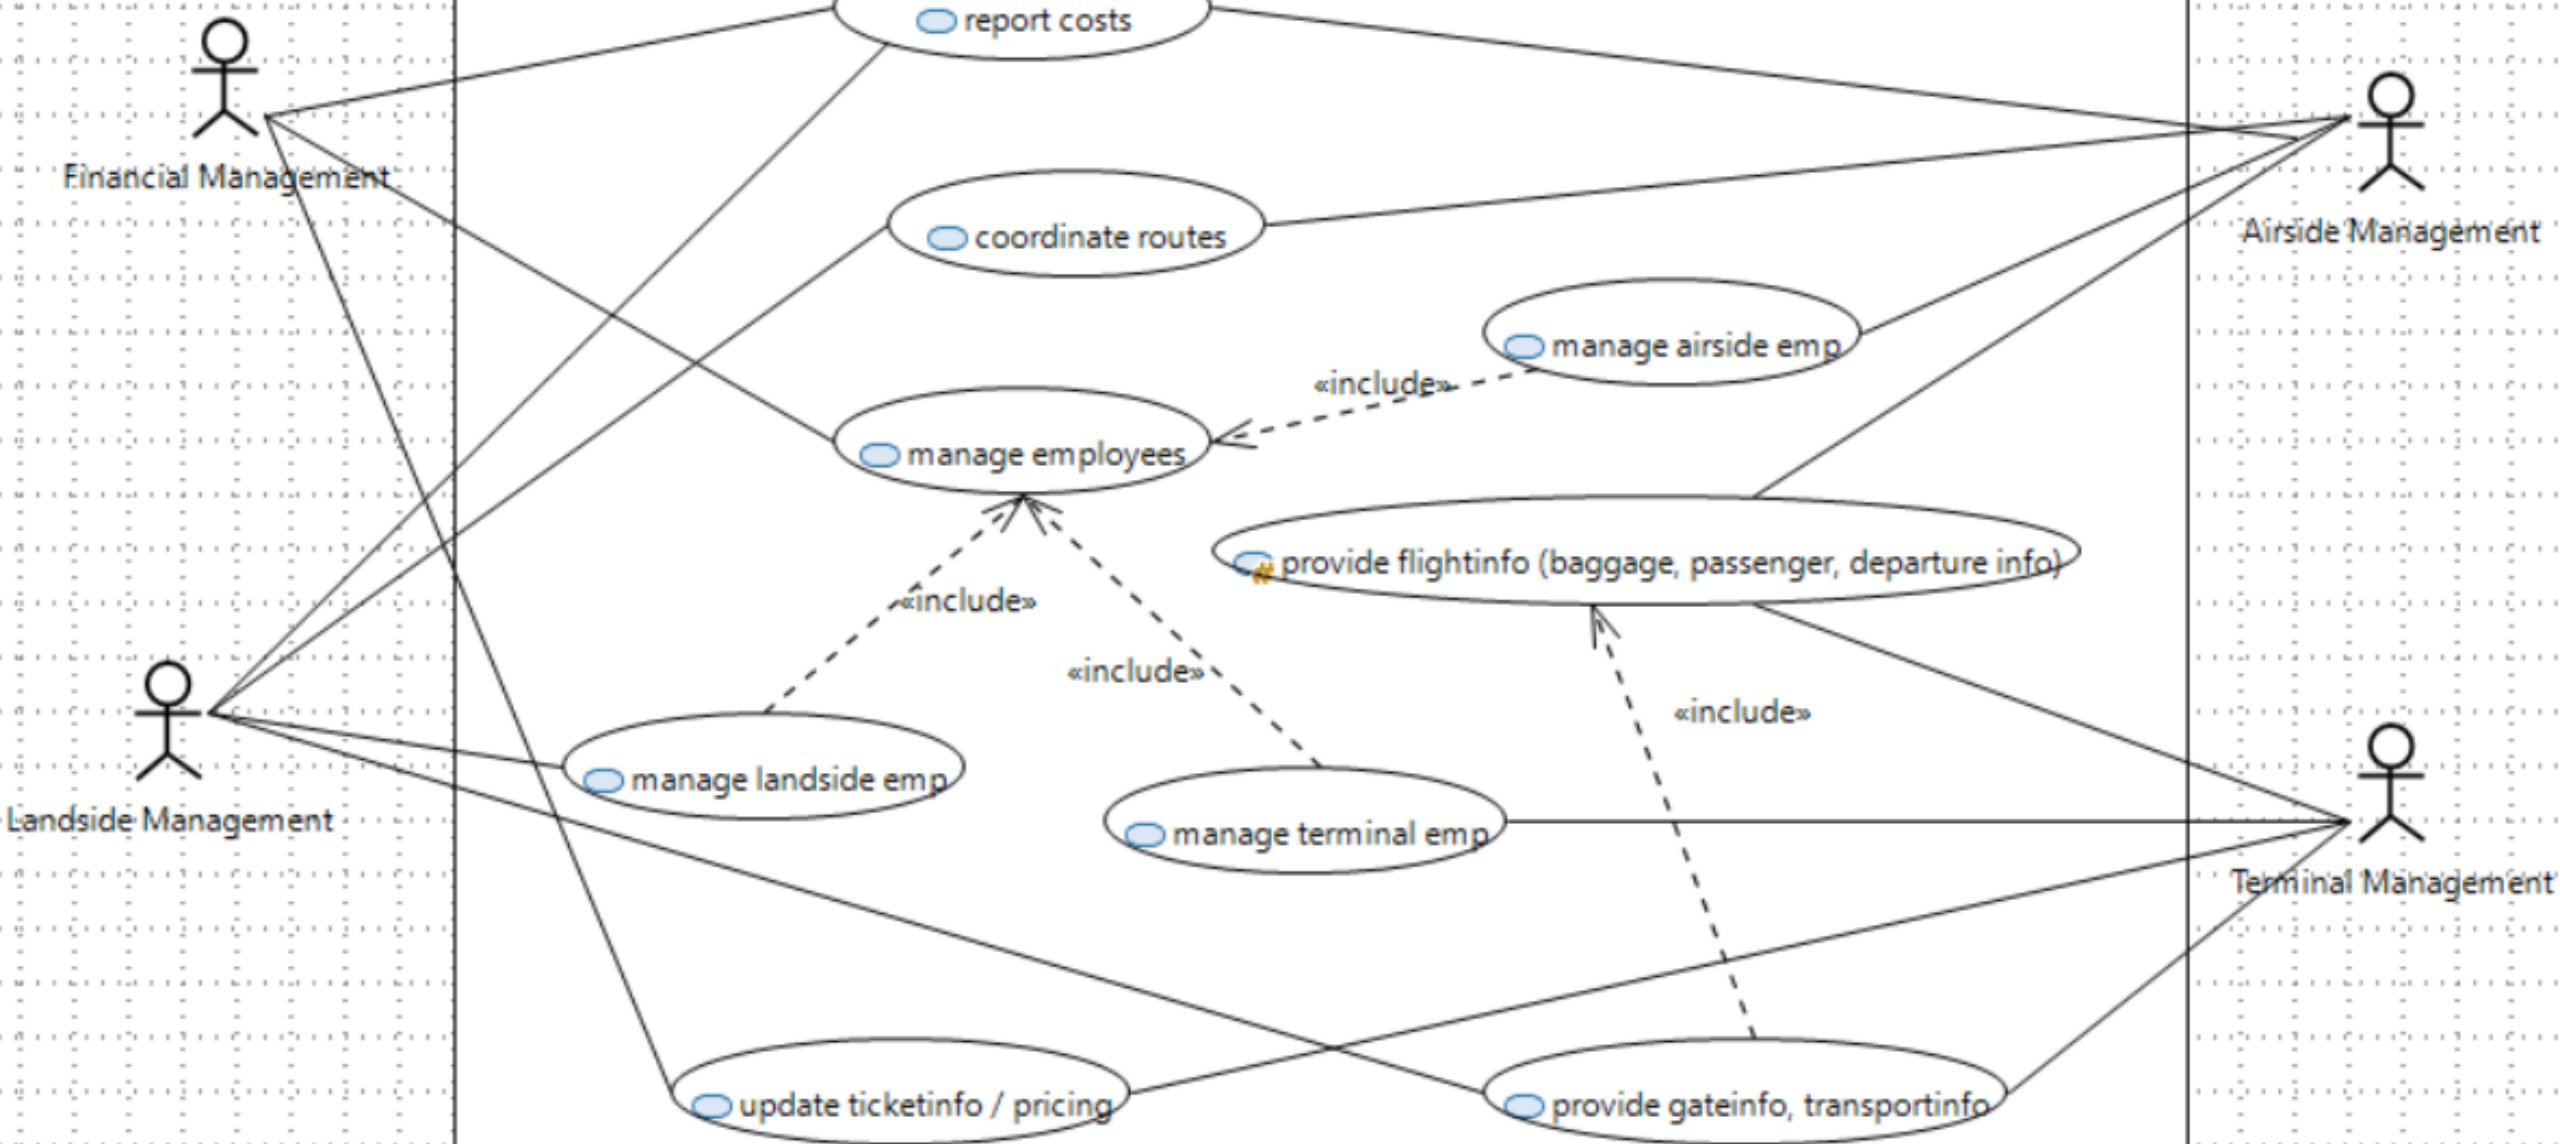 report costs
Financial Management
coordinate routes
Airside Management
manage airside emp
«include»
manage employees
provide flightinfo (baggage, passenger, departure info)
«include»
«include»
«include»
manage landside emp
Landside Management
manage terminal emp
Terminal Management
update ticketinfo / pricing
provide gateinfo, transportinfo